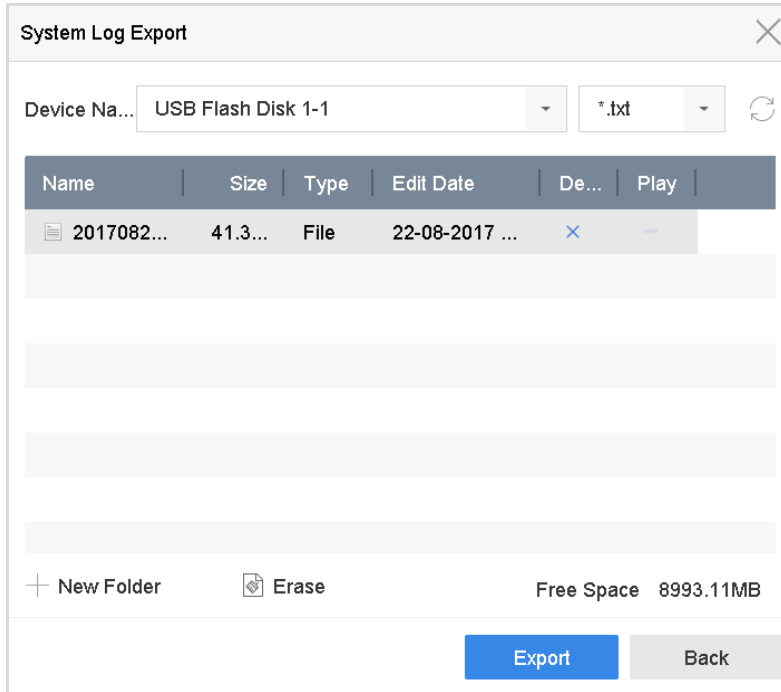 System Log Export
Device Na... USB Flash Disk 1-1 *.txt
Name Size Type Edit Date De... Play
2017082... 41.3... File 22-08-2017 ...
New Folder Erase Free Space 8993.11MB
Export Back